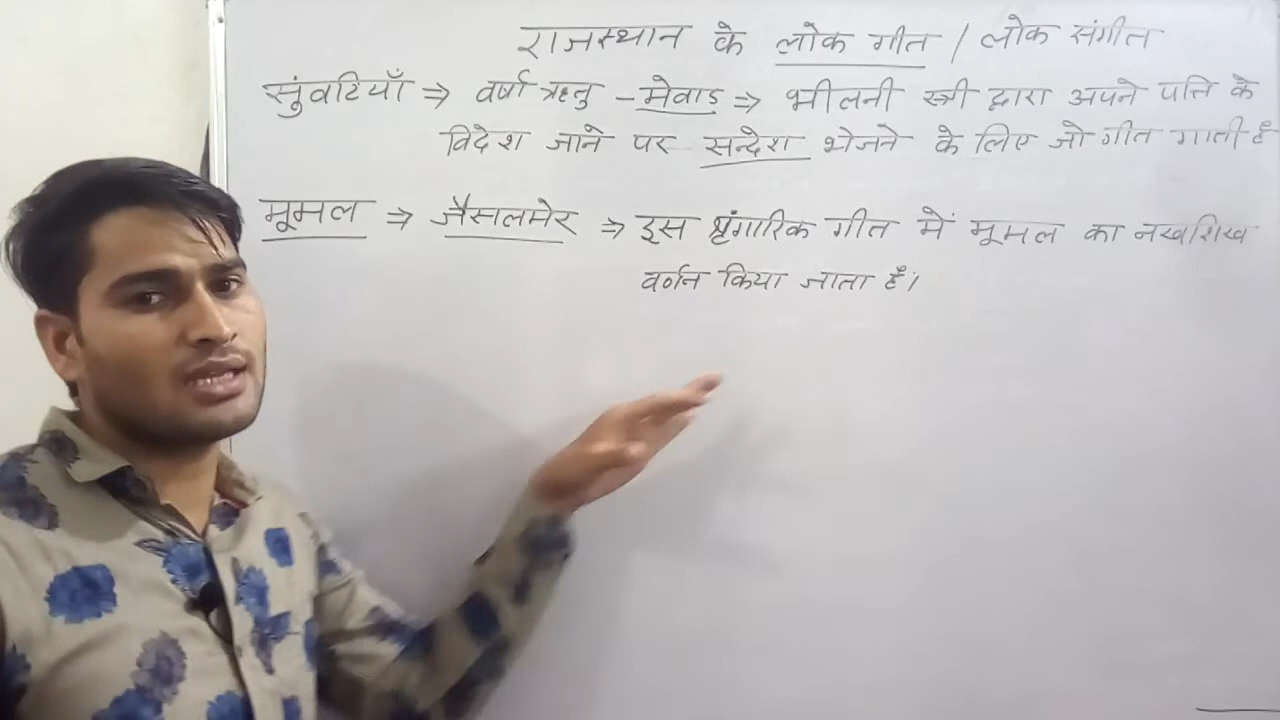 राजस्थान के लोक गीत / लोक संगीत
सुंवटियाँ ⇒ वर्षा ऋतु - मेवाड ⇒ भीलनी स्त्री द्वारा अपने पति के
विदेश जाने पर सन्देश भेजने के लिए जो गीत गाती हैं
मूमल ⇒ जैसलमेर ⇒ इस श्रृंगारिक गीत में मूमल का नखशिख
वर्णन किया जाता हैं।